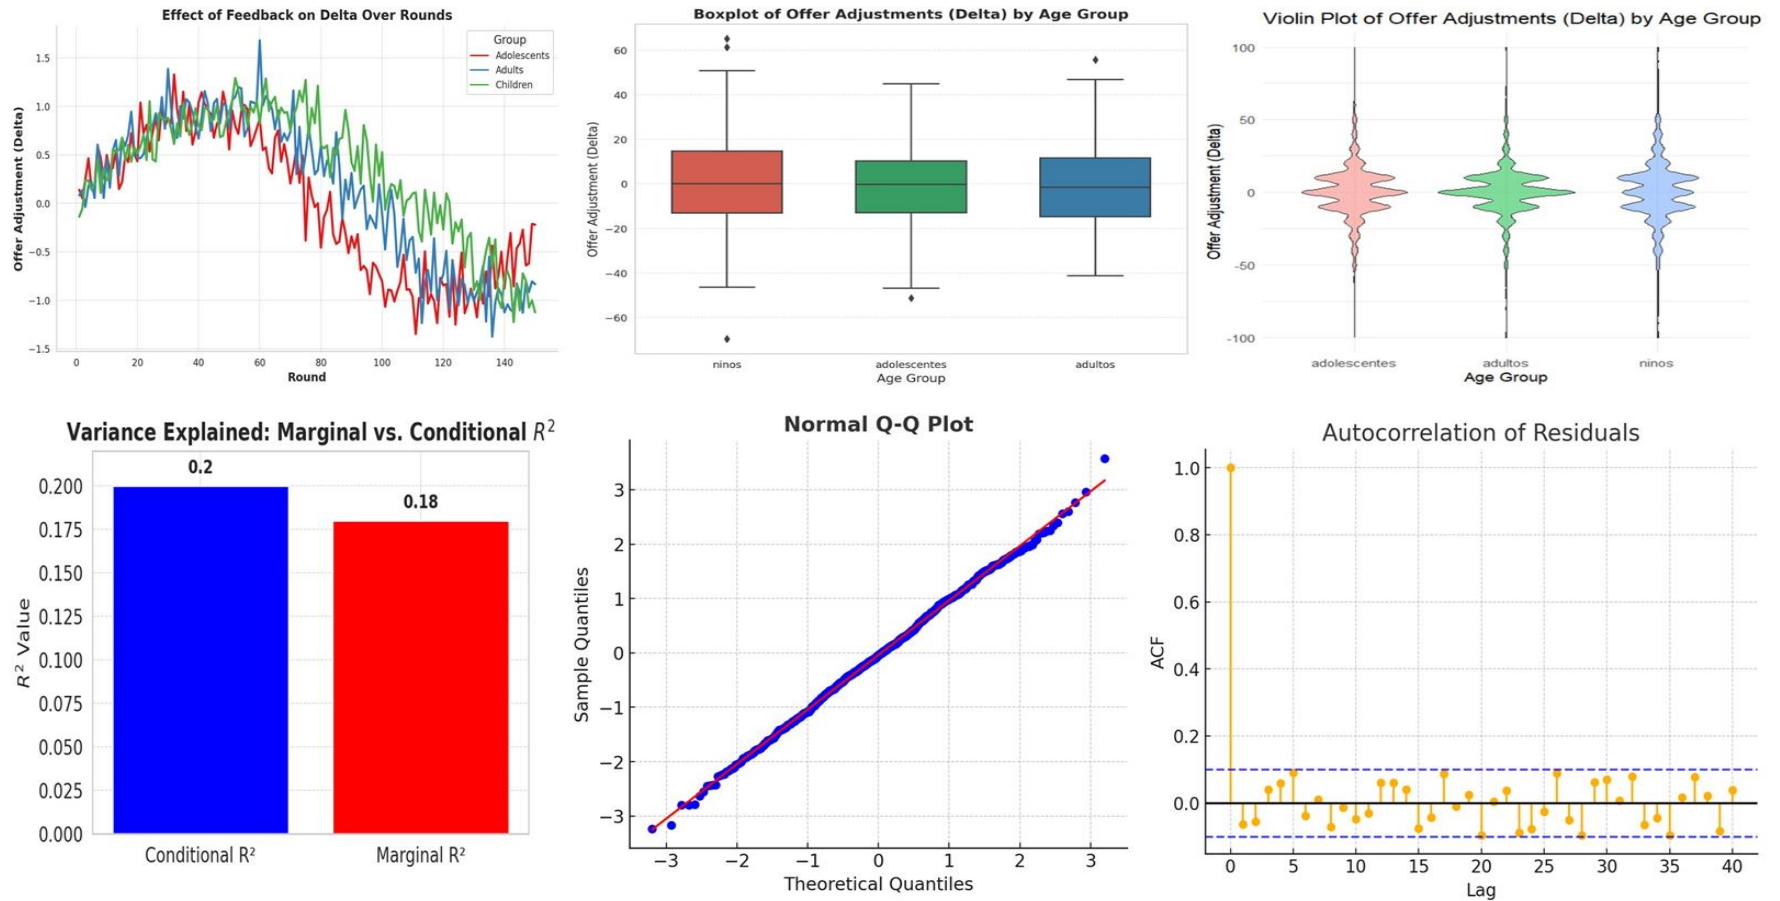 Effect of Feedback on Delta Over Rounds
Offer Adjustment (Delta)
1.5
1.0
0.5
0.0
−0.5
−1.0
−1.5
Group
Adolescents
Adults
Children
0 20 40 60 80 100 120 140
Round
Boxplot of Offer Adjustments (Delta) by Age Group
Offer Adjustment (Delta)
60
40
20
0
−20
−40
−60
ninos adolescentes adultos
Age Group
Violin Plot of Offer Adjustments (Delta) by Age Group
Offer Adjustment (Delta)
100
50
0
-50
-100
adolescentes adultos ninos
Age Group
Variance Explained: Marginal vs. Conditional R²
R² Value
0.200
0.175
0.150
0.125
0.100
0.075
0.050
0.025
0.000
0.2
0.18
Conditional R² Marginal R²
Normal Q-Q Plot
Sample Quantiles
3
2
1
0
−1
−2
−3
−3 −2 −1 0 1 2 3
Theoretical Quantiles
Autocorrelation of Residuals
ACF
1.0
0.8
0.6
0.4
0.2
0.0
0 5 10 15 20 25 30 35 40
Lag